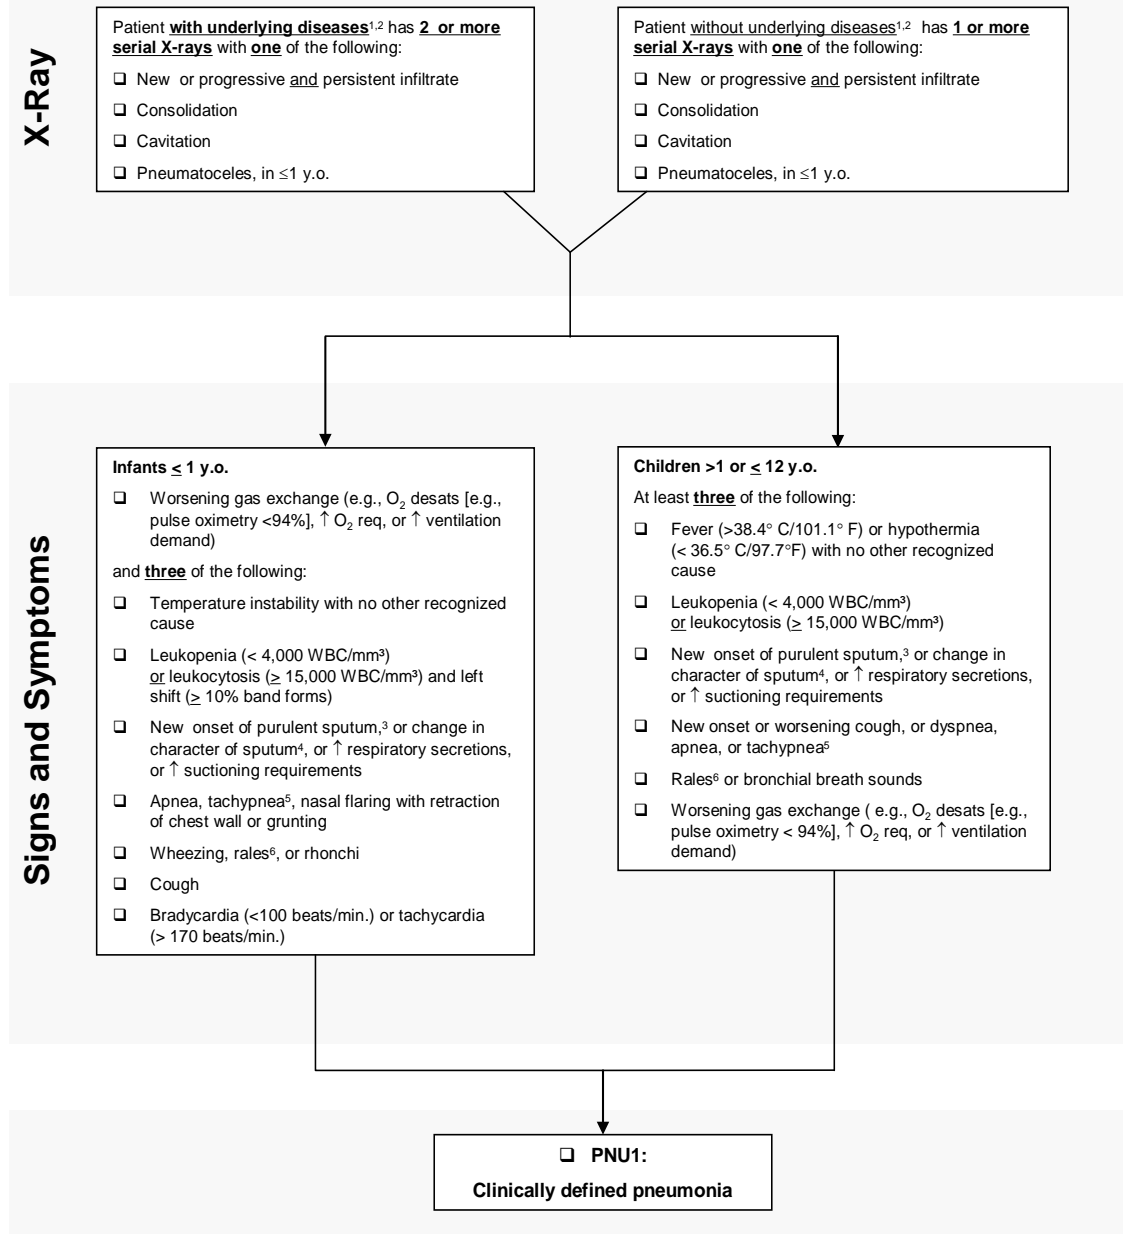 X-Ray
Patient with underlying diseases1,2 has 2 or more
serial X-rays with one of the following:
❑ New or progressive and persistent infiltrate
❑ Consolidation
❑ Cavitation
❑ Pneumatoceles, in ≤1 y.o.
Patient without underlying diseases1,2 has 1 or more
serial X-rays with one of the following:
❑ New or progressive and persistent infiltrate
❑ Consolidation
❑ Cavitation
❑ Pneumatoceles, in ≤1 y.o.
Signs and Symptoms
Infants < 1 y.o.
❑ Worsening gas exchange (e.g., O2 desats [e.g.,
pulse oximetry <94%], ↑ O2 req, or ↑ ventilation
demand)
and three of the following:
❑ Temperature instability with no other recognized
cause
❑ Leukopenia (< 4,000 WBC/mm³)
or leukocytosis (> 15,000 WBC/mm³) and left
shift (> 10% band forms)
❑ New onset of purulent sputum,3 or change in
character of sputum4, or ↑ respiratory secretions,
or ↑ suctioning requirements
❑ Apnea, tachypnea5, nasal flaring with retraction
of chest wall or grunting
❑ Wheezing, rales6, or rhonchi
❑ Cough
❑ Bradycardia (<100 beats/min.) or tachycardia
(> 170 beats/min.)
Children >1 or < 12 y.o.
At least three of the following:
❑ Fever (>38.4° C/101.1° F) or hypothermia
(< 36.5° C/97.7°F) with no other recognized
cause
❑ Leukopenia (< 4,000 WBC/mm³)
or leukocytosis (> 15,000 WBC/mm³)
❑ New onset of purulent sputum,3 or change in
character of sputum4, or ↑ respiratory secretions,
or ↑ suctioning requirements
❑ New onset or worsening cough, or dyspnea,
apnea, or tachypnea5
❑ Rales6 or bronchial breath sounds
❑ Worsening gas exchange ( e.g., O2 desats [e.g.,
pulse oximetry < 94%], ↑ O2 req, or ↑ ventilation
demand)
❑ PNU1:
Clinically defined pneumonia